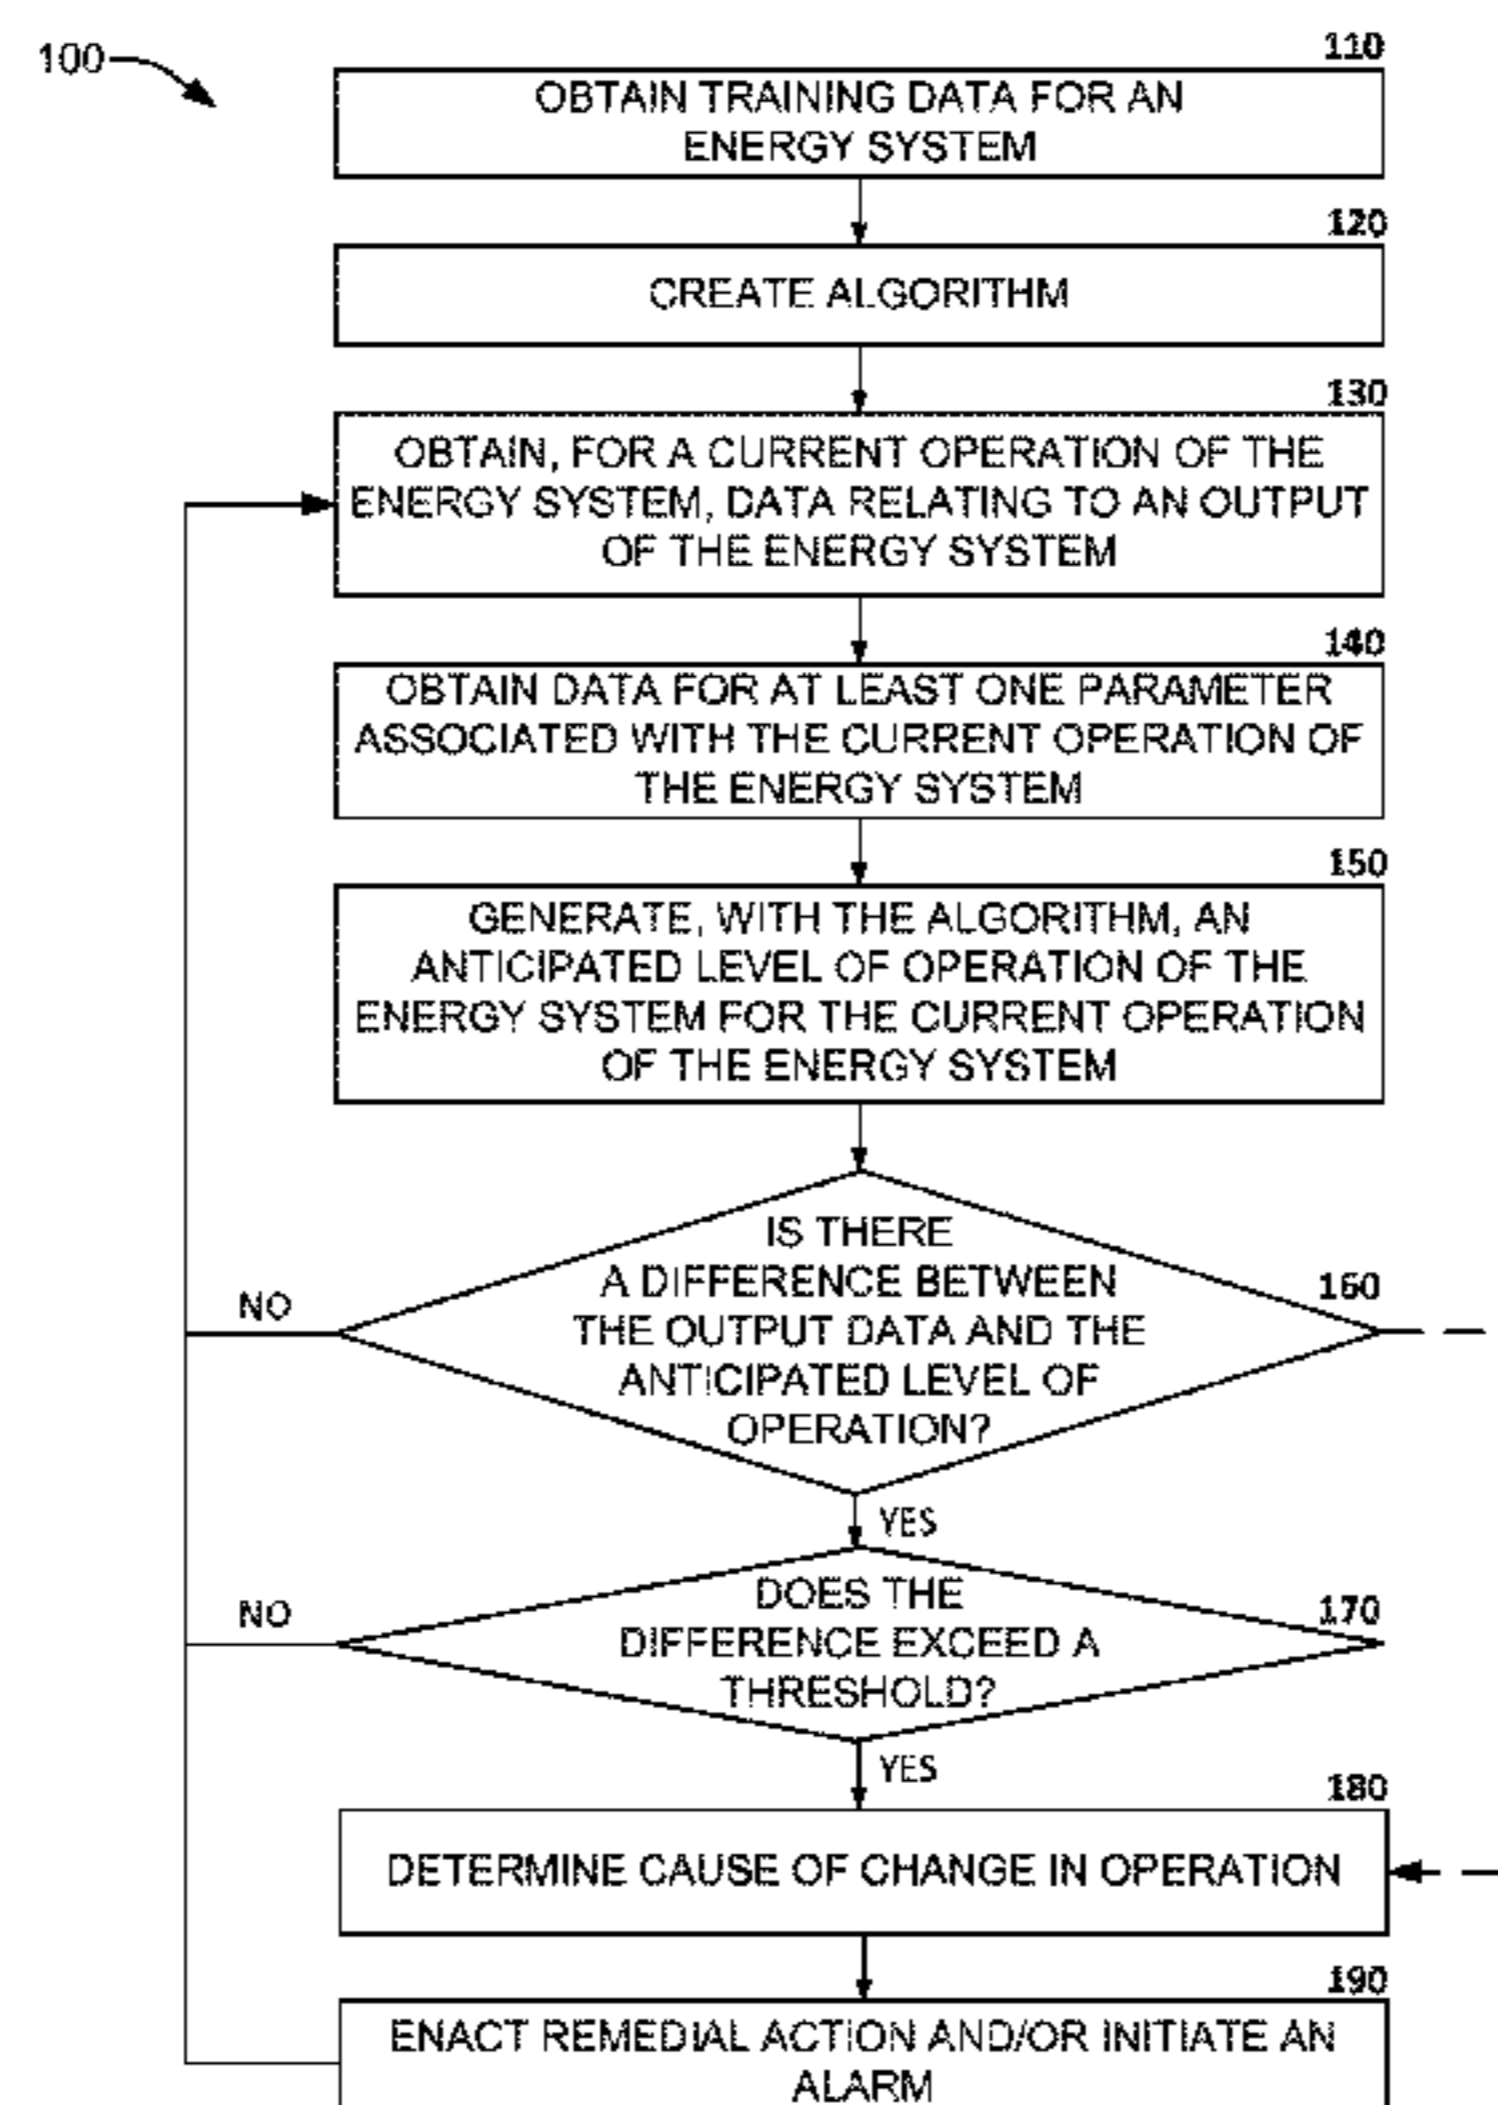 100
110
OBTAIN TRAINING DATA FOR AN
ENERGY SYSTEM
120
CREATE ALGORITHM
130
OBTAIN, FOR A CURRENT OPERATION OF THE
ENERGY SYSTEM, DATA RELATING TO AN OUTPUT
OF THE ENERGY SYSTEM
140
OBTAIN DATA FOR AT LEAST ONE PARAMETER
ASSOCIATED WITH THE CURRENT OPERATION OF
THE ENERGY SYSTEM
150
GENERATE, WITH THE ALGORITHM, AN
ANTICIPATED LEVEL OF OPERATION OF THE
ENERGY SYSTEM FOR THE CURRENT OPERATION
OF THE ENERGY SYSTEM
160
IS THERE
A DIFFERENCE BETWEEN
THE OUTPUT DATA AND THE
ANTICIPATED LEVEL OF
OPERATION?
NO
YES
170
DOES THE
DIFFERENCE EXCEED A
THRESHOLD?
NO
YES
180
DETERMINE CAUSE OF CHANGE IN OPERATION
190
ENACT REMEDIAL ACTION AND/OR INITIATE AN
ALARM